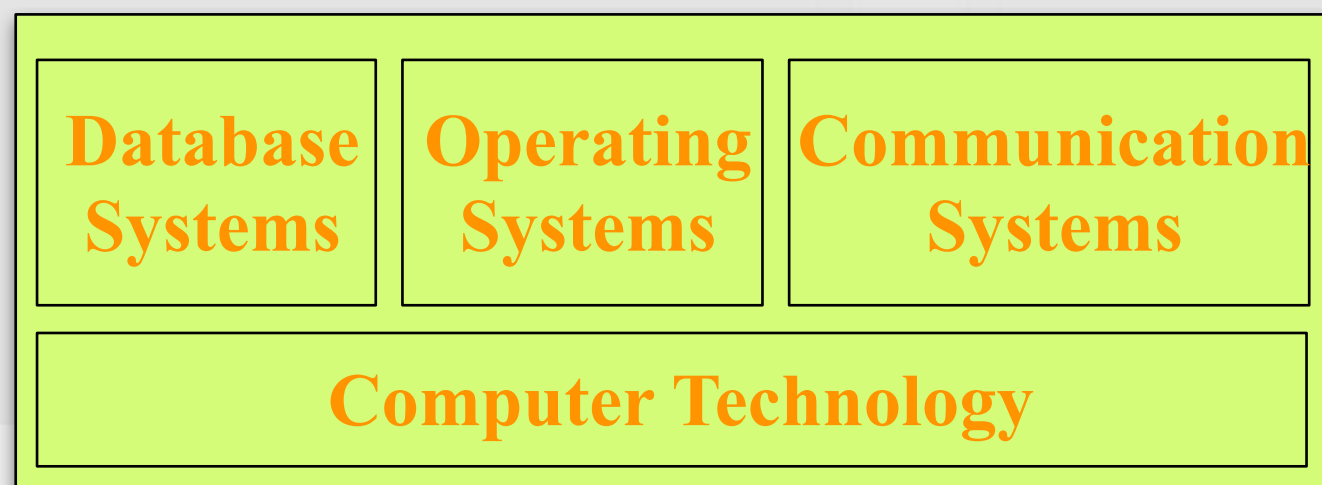 Database
Systems
Operating
Systems
Communication
Systems
Computer Technology